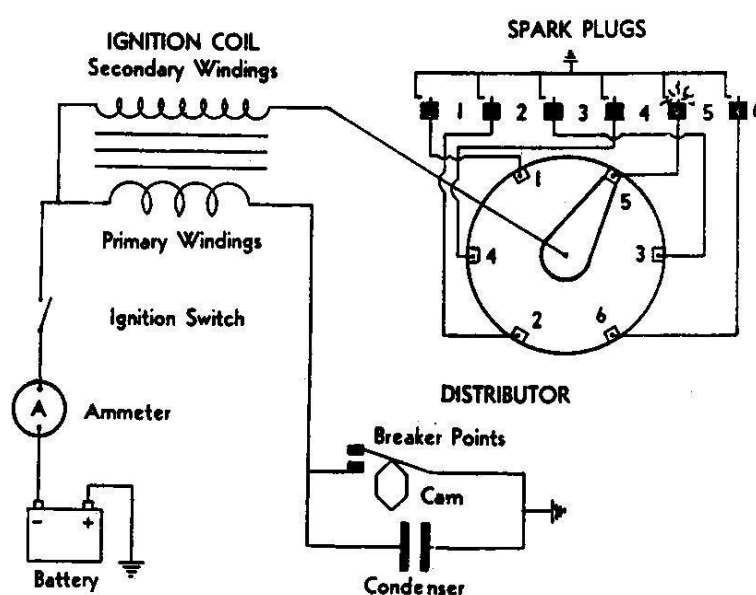 IGNITION COIL
Secondary Windings
SPARK PLUGS
1 2 3 4 5 6
Primary Windings
1
5
4
3
2
6
Ignition Switch
A
Ammeter
DISTRIBUTOR
Breaker Points
Cam
- +
Battery
Condenser